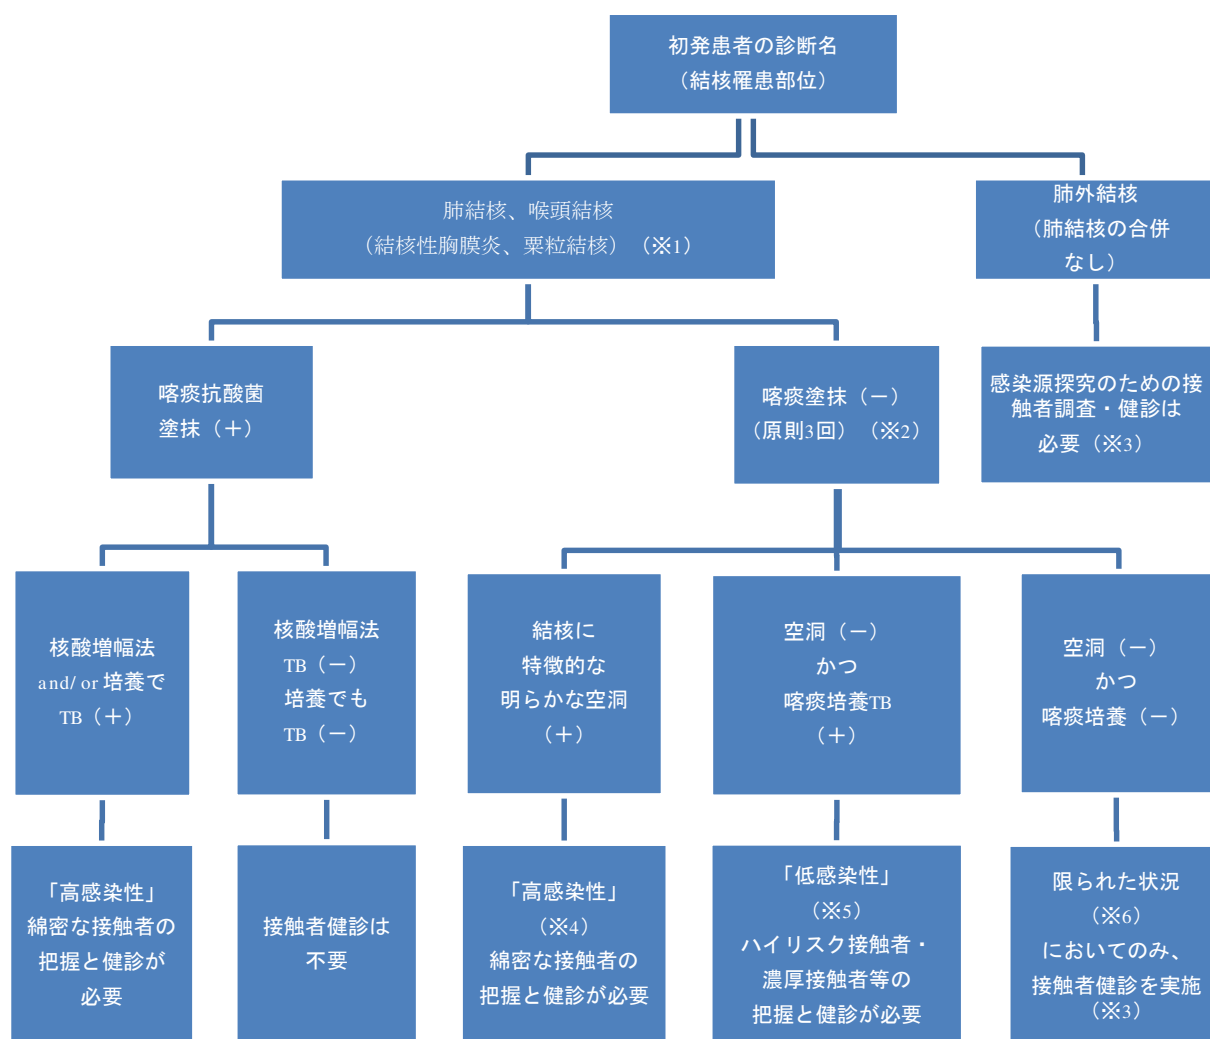 初発患者の診断名
（結核罹患部位）
肺結核、喉頭結核
（結核性胸膜炎、粟粒結核）（※1）
肺外結核
（肺結核の合併
なし）
喀痰抗酸菌
塗抹（＋）
喀痰塗抹（－）
（原則3回）（※2）
感染源探究のための接
触者調査・健診は
必要（※3）
核酸増幅法
and/or 培養で
TB（＋）
核酸増幅法
TB（－）
培養でも
TB（－）
結核に
特徴的な
明らかな空洞
（＋）
空洞（－）
かつ
喀痰培養TB
（＋）
空洞（－）
かつ
喀痰培養（－）
「高感染性」
綿密な接触者の
把握と健診が
必要
接触者健診は
不要
「高感染性」
（※4）
綿密な接触者の
把握と健診が必要
「低感染性」
（※5）
ハイリスク接触者・
濃厚接触者等の
把握と健診が必要
限られた状況
（※6）
においてのみ、
接触者健診を実施
（※3）